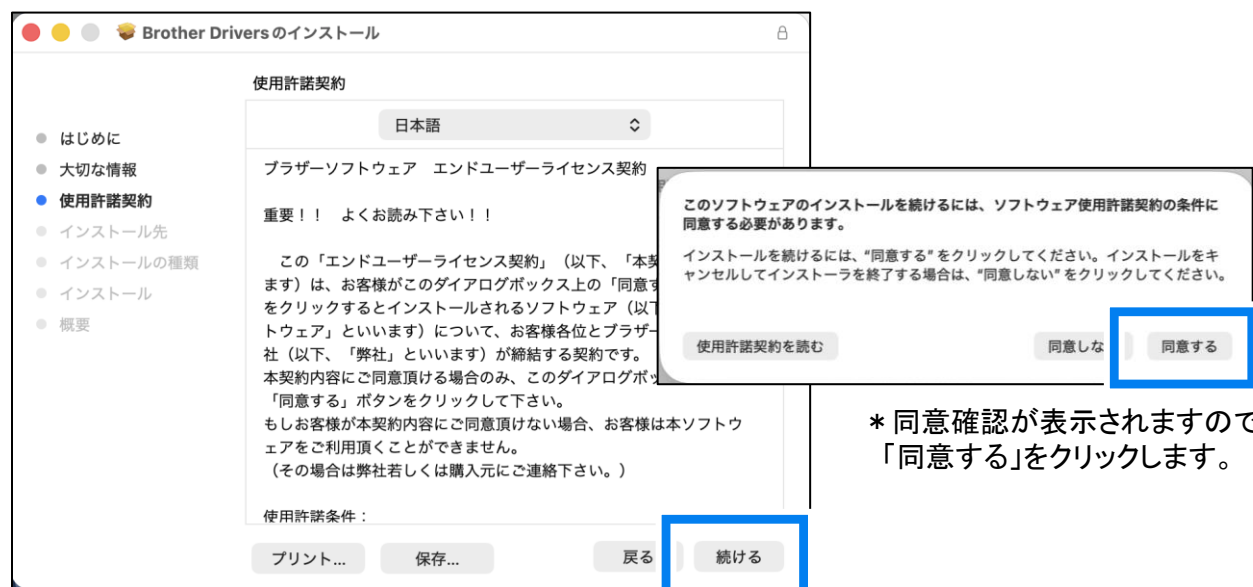 Brother Driversのインストール
使用許諾契約
はじめに
大切な情報
使用許諾契約
インストール先
インストールの種類
インストール
概要
日本語
ブラザーソフトウェア　エンドユーザーライセンス契約
重要！！　よくお読み下さい！！
この「エンドユーザーライセンス契約」（以下、「本契
ます）は、お客様がこのダイアログボックス上の「同意す
をクリックするとインストールされるソフトウェア（以下
トウェア」といいます）について、お客様各位とブラザー
社（以下、「弊社」といいます）が締結する契約です。
本契約内容にご同意頂ける場合のみ、このダイアログボッ
「同意する」ボタンをクリックして下さい。
もしお客様が本契約内容にご同意頂けない場合、お客様は本ソフトウ
ェアをご利用頂くことができません。
（その場合は弊社若しくは購入元にご連絡下さい。）
使用許諾条件：
プリント...
保存...
戻る
続ける
このソフトウェアのインストールを続けるには、ソフトウェア使用許諾契約の条件に
同意する必要があります。
インストールを続けるには、“同意する” をクリックしてください。インストールをキ
ャンセルしてインストーラを終了する場合は、“同意しない” をクリックしてください。
使用許諾契約を読む
同意しな
同意する
＊同意確認が表示されますので
「同意する」をクリックします。